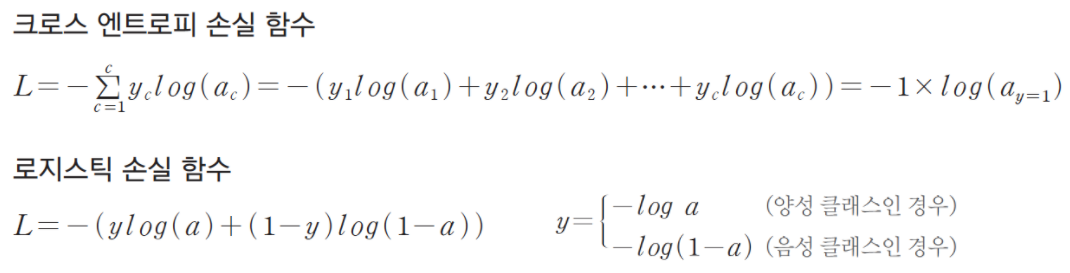 크로스 엔트로피 손실 함수
L=-∑_{c=1}^{c} y_c log(a_c)=-(y_1 log(a_1)+y_2 log(a_2)+⋯+y_c log(a_c))=-1×log(a_{y=1})
로지스틱 손실 함수
L=-(ylog(a)+(1-y)log(1-a))
y={
-log a (양성 클래스인 경우)
-log(1-a) (음성 클래스인 경우)